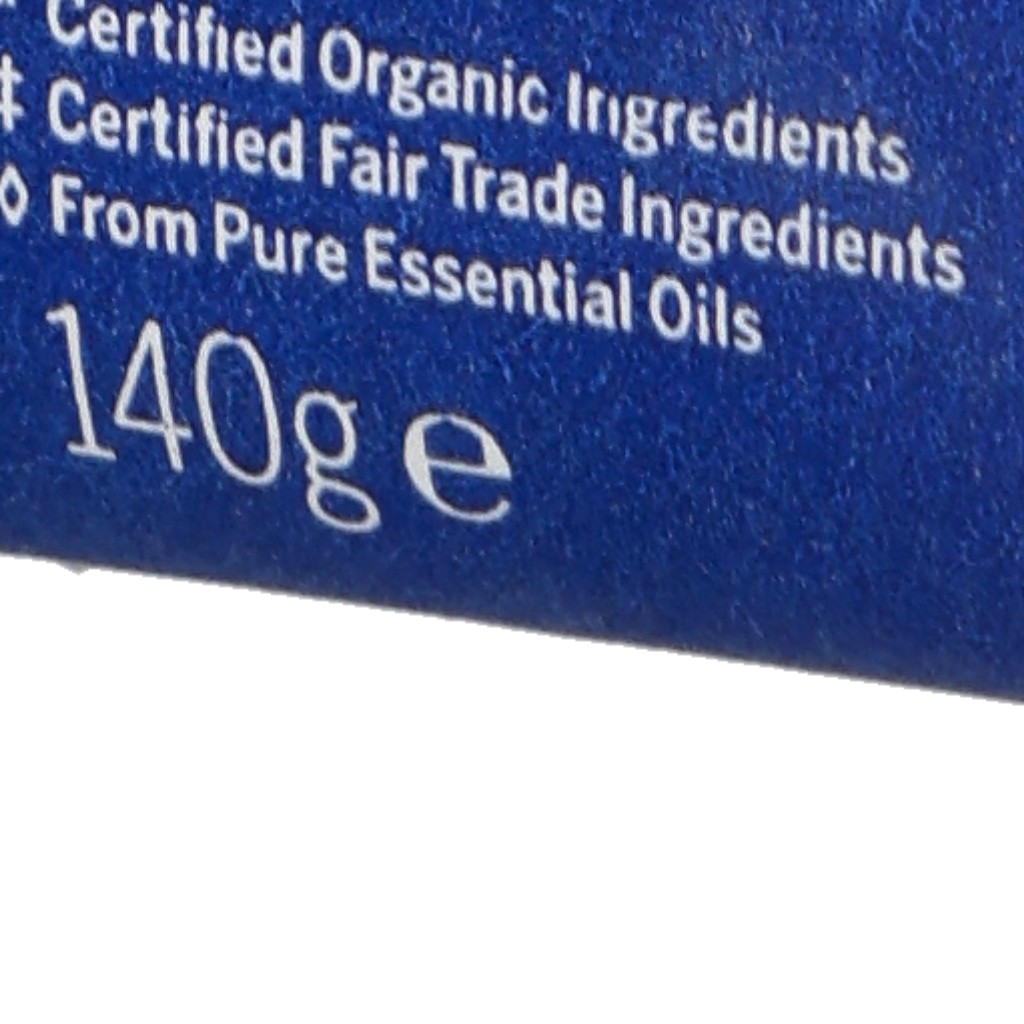 Certified Organic Ingredients
‡ Certified Fair Trade Ingredients
◊ From Pure Essential Oils
140g ℮